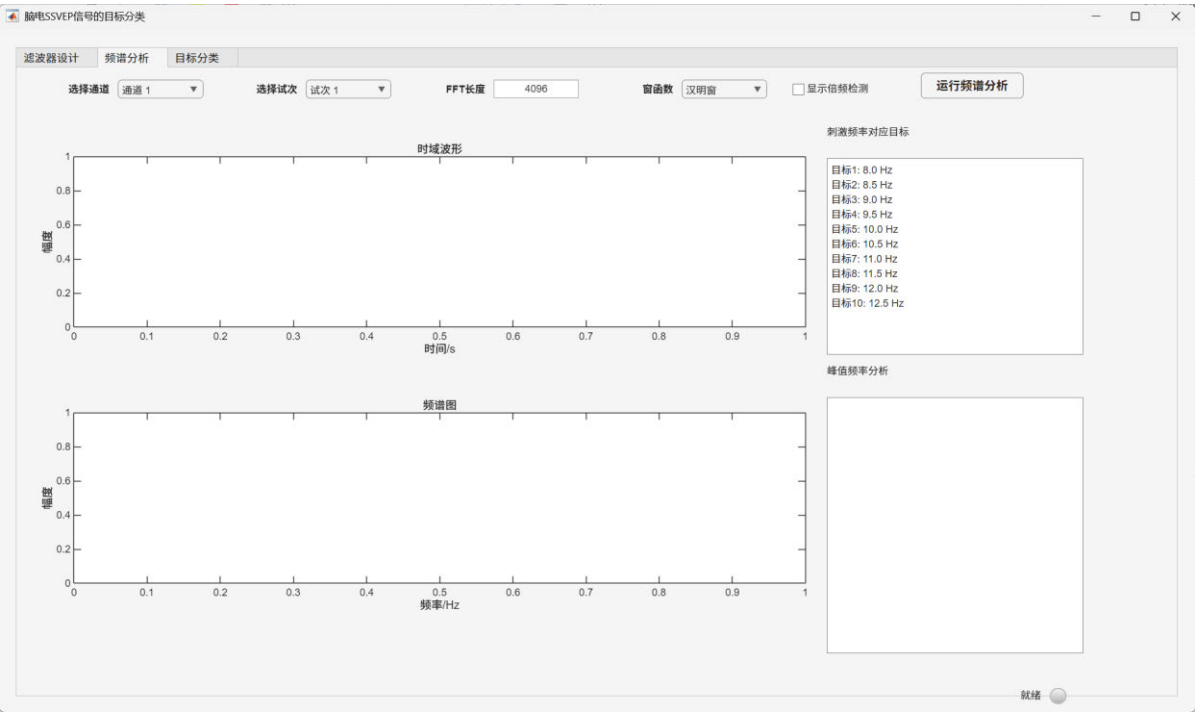 脑电SSVEP信号的目标分类
滤波器设计 频谱分析 目标分类
选择通道 通道 1 选择试次 试次 1 FFT长度 4096 窗函数 汉明窗 显示倍频检测 运行频谱分析
时域波形
1
0.8
0.6
0.4
0.2
0
幅度
0 0.1 0.2 0.3 0.4 0.5 0.6 0.7 0.8 0.9 1
时间/s
频谱图
1
0.8
0.6
0.4
0.2
0
幅度
0 0.1 0.2 0.3 0.4 0.5 0.6 0.7 0.8 0.9 1
频率/Hz
刺激频率对应目标
目标1: 8.0 Hz
目标2: 8.5 Hz
目标3: 9.0 Hz
目标4: 9.5 Hz
目标5: 10.0 Hz
目标6: 10.5 Hz
目标7: 11.0 Hz
目标8: 11.5 Hz
目标9: 12.0 Hz
目标10: 12.5 Hz
峰值频率分析
就绪